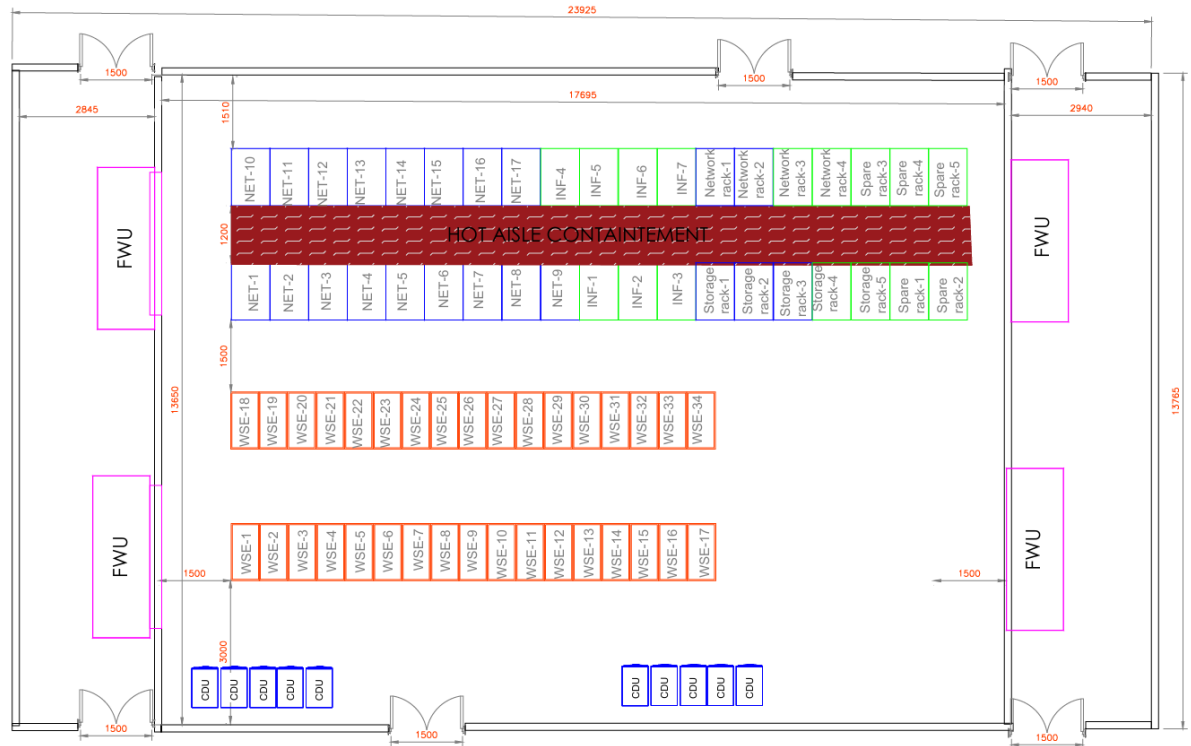 23925
1500
1500
1500
2845
17695
2940
1510
NET-10
NET-11
NET-12
NET-13
NET-14
NET-15
NET-16
NET-17
INF-4
INF-5
INF-6
INF-7
Network
rack-1
Network
rack-2
Network
rack-3
Network
rack-4
Spare
rack-3
Spare
rack-4
Spare
rack-5
FWU
1200
HOT AISLE CONTAINTEMENT
FWU
NET-1
NET-2
NET-3
NET-4
NET-5
NET-6
NET-7
NET-8
NET-9
INF-1
INF-2
INF-3
Storage
rack-1
Storage
rack-2
Storage
rack-3
Storage
rack-4
Storage
rack-5
Spare
rack-1
Spare
rack-2
1500
13650
13765
WSE-18
WSE-19
WSE-20
WSE-21
WSE-22
WSE-23
WSE-24
WSE-25
WSE-26
WSE-27
WSE-28
WSE-29
WSE-30
WSE-31
WSE-32
WSE-33
WSE-34
FWU
WSE-1
WSE-2
WSE-3
WSE-4
WSE-5
WSE-6
WSE-7
WSE-8
WSE-9
WSE-10
WSE-11
WSE-12
WSE-13
WSE-14
WSE-15
WSE-16
WSE-17
FWU
1500
1500
3000
CDU
CDU
CDU
CDU
CDU
CDU
CDU
CDU
CDU
CDU
1500
1500
1500